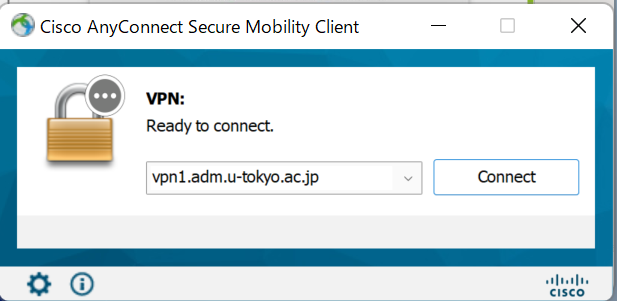 Cisco AnyConnect Secure Mobility Client
VPN:
Ready to connect.
vpn1.adm.u-tokyo.ac.jp
Connect
CISCO